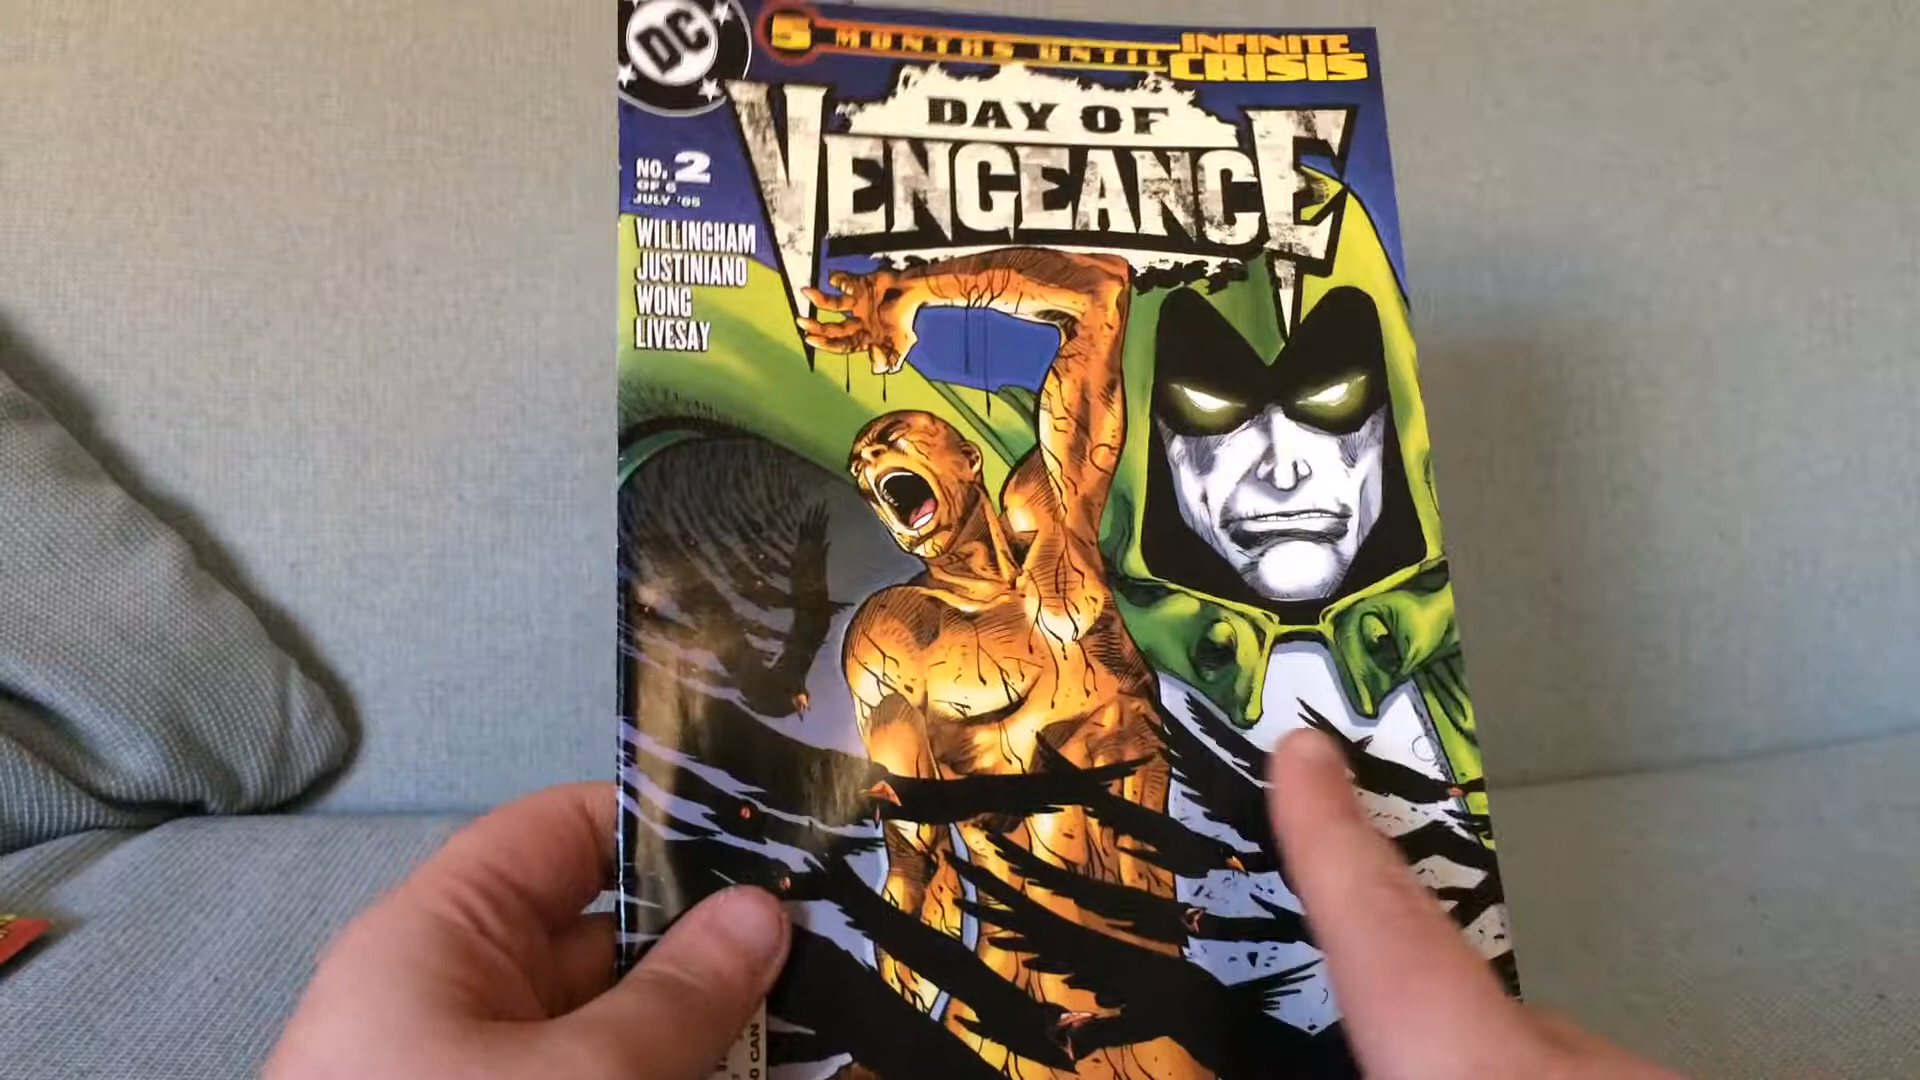 DC
5 MONTHS UNTIL INFINITE CRISIS
DAY OF
VENGEANCE
NO. 2
OF 6
JULY '05
WILLINGHAM
JUSTINIANO
WONG
LIVESAY
O CAN